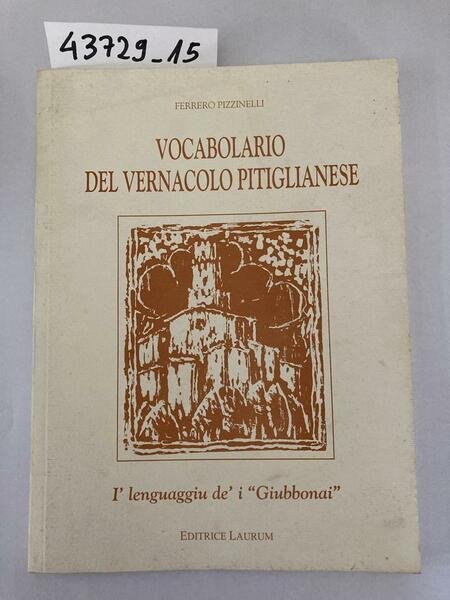 43729_15
FERRERO PIZZINELLI
VOCABOLARIO
DEL VERNACOLO PITIGLIANESE
I' lenguaggiu de' i “Giubbonai”
EDITRICE LAURUM